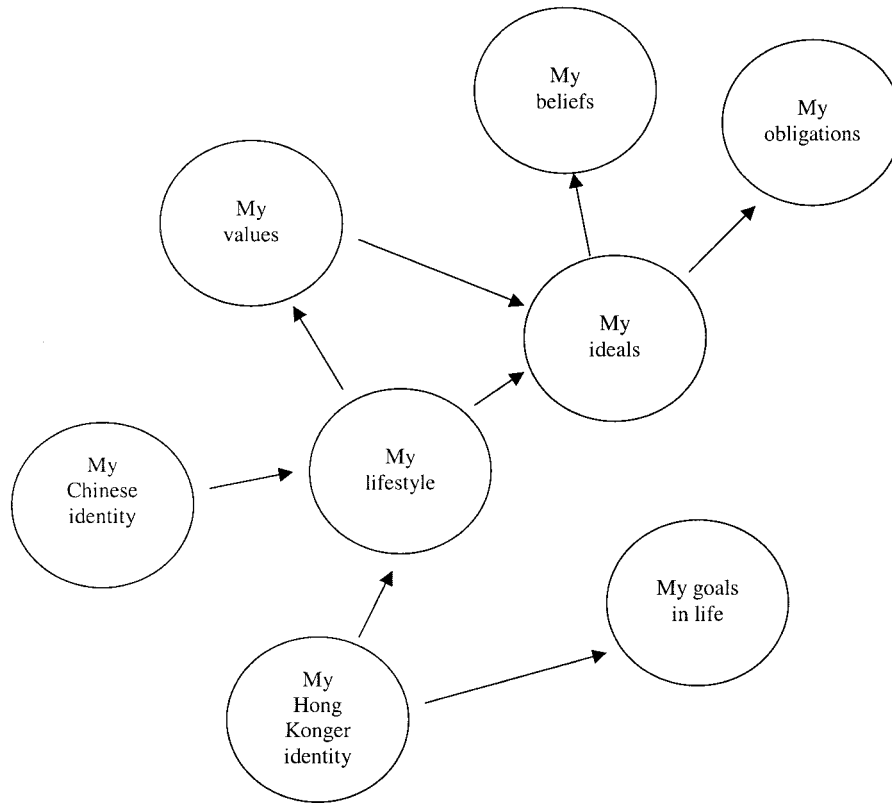 My
beliefs
My
obligations
My
values
My
ideals
My
lifestyle
My
Chinese
identity
My goals
in life
My
Hong
Konger
identity